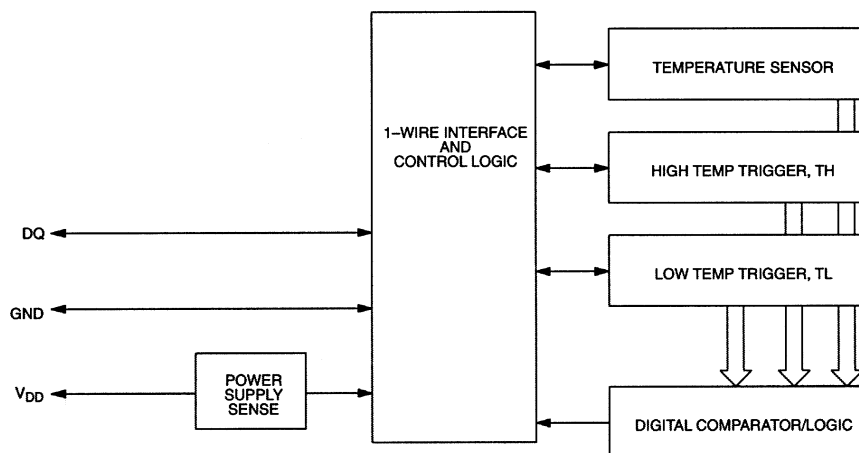 TEMPERATURE SENSOR
1–WIRE INTERFACE
AND
CONTROL LOGIC
HIGH TEMP TRIGGER, TH
DQ
LOW TEMP TRIGGER, TL
GND
POWER
SUPPLY
SENSE
VDD
DIGITAL COMPARATOR/LOGIC